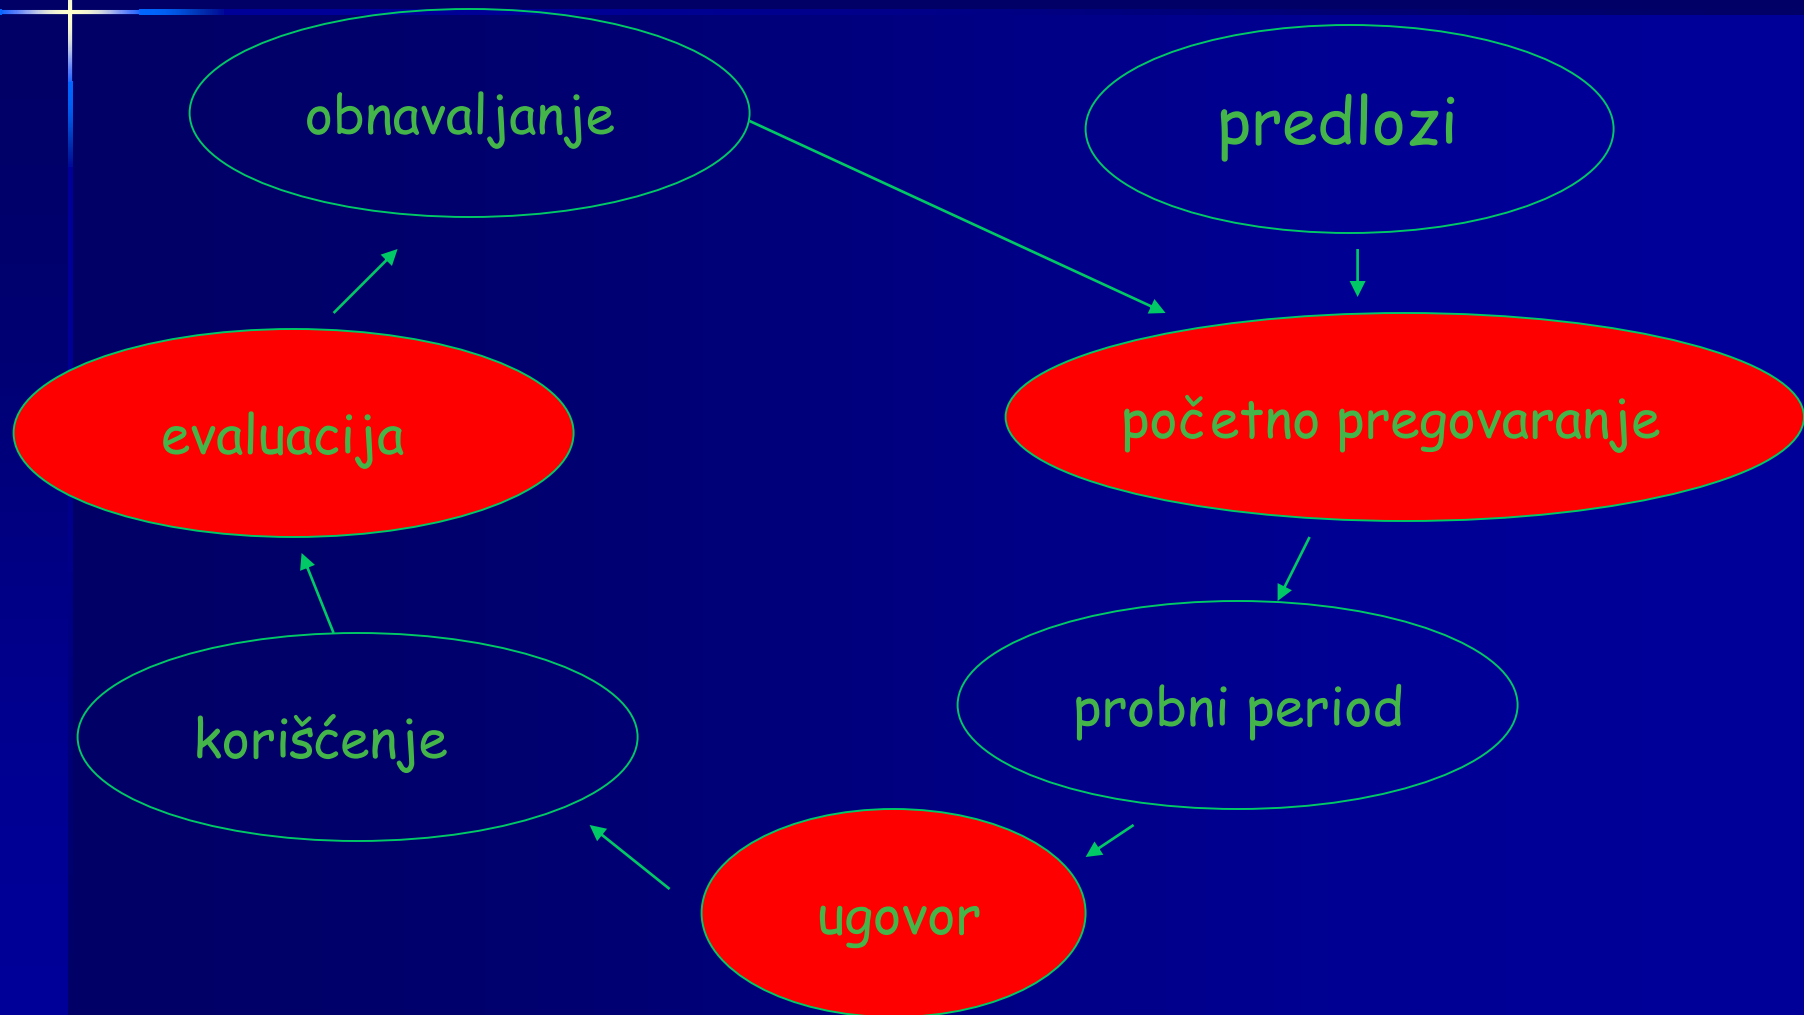 obnavaljanje
predlozi
evaluacija
početno pregovaranje
korišćenje
probni period
ugovor